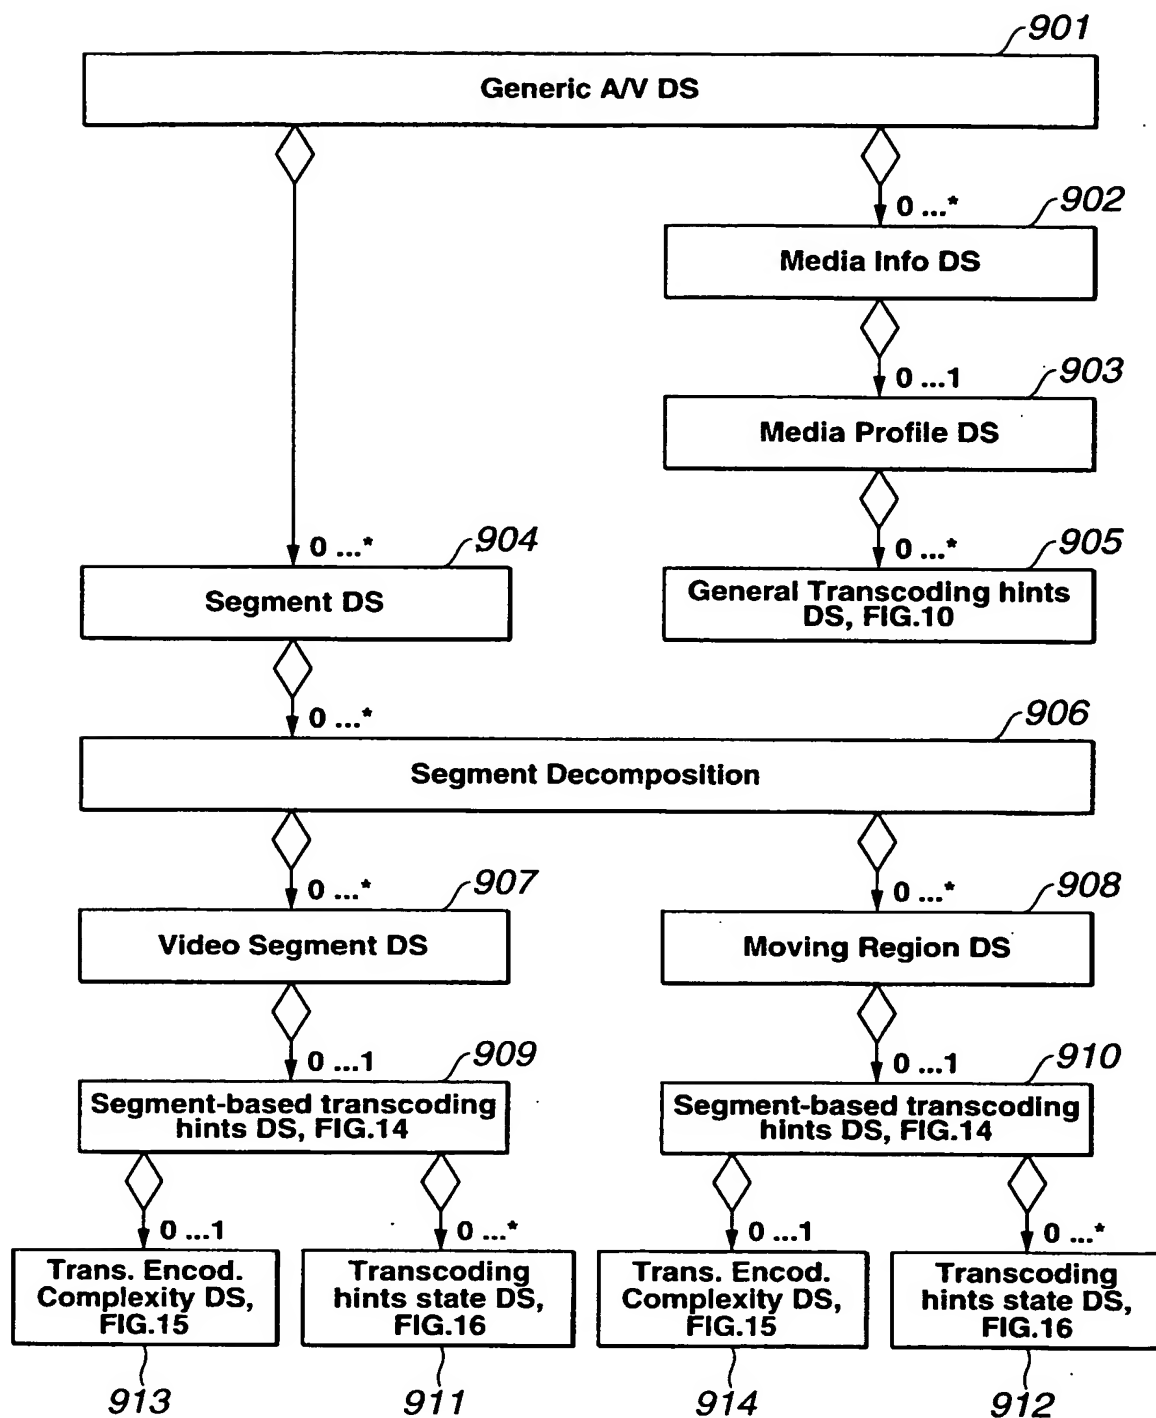 901
Generic A/V DS
0 ...*
902
Media Info DS
0 ...1
903
Media Profile DS
0 ...*
904
0 ...*
905
Segment DS
General Transcoding hints
DS, FIG.10
0 ...*
906
Segment Decomposition
0 ...*
907
0 ...*
908
Video Segment DS
Moving Region DS
0 ...1
909
0 ...1
910
Segment-based transcoding
hints DS, FIG.14
Segment-based transcoding
hints DS, FIG.14
0 ...1
0 ...*
0 ...1
0 ...*
Trans. Encod.
Complexity DS,
FIG.15
Transcoding
hints state DS,
FIG.16
Trans. Encod.
Complexity DS,
FIG.15
Transcoding
hints state DS,
FIG.16
913
911
914
912